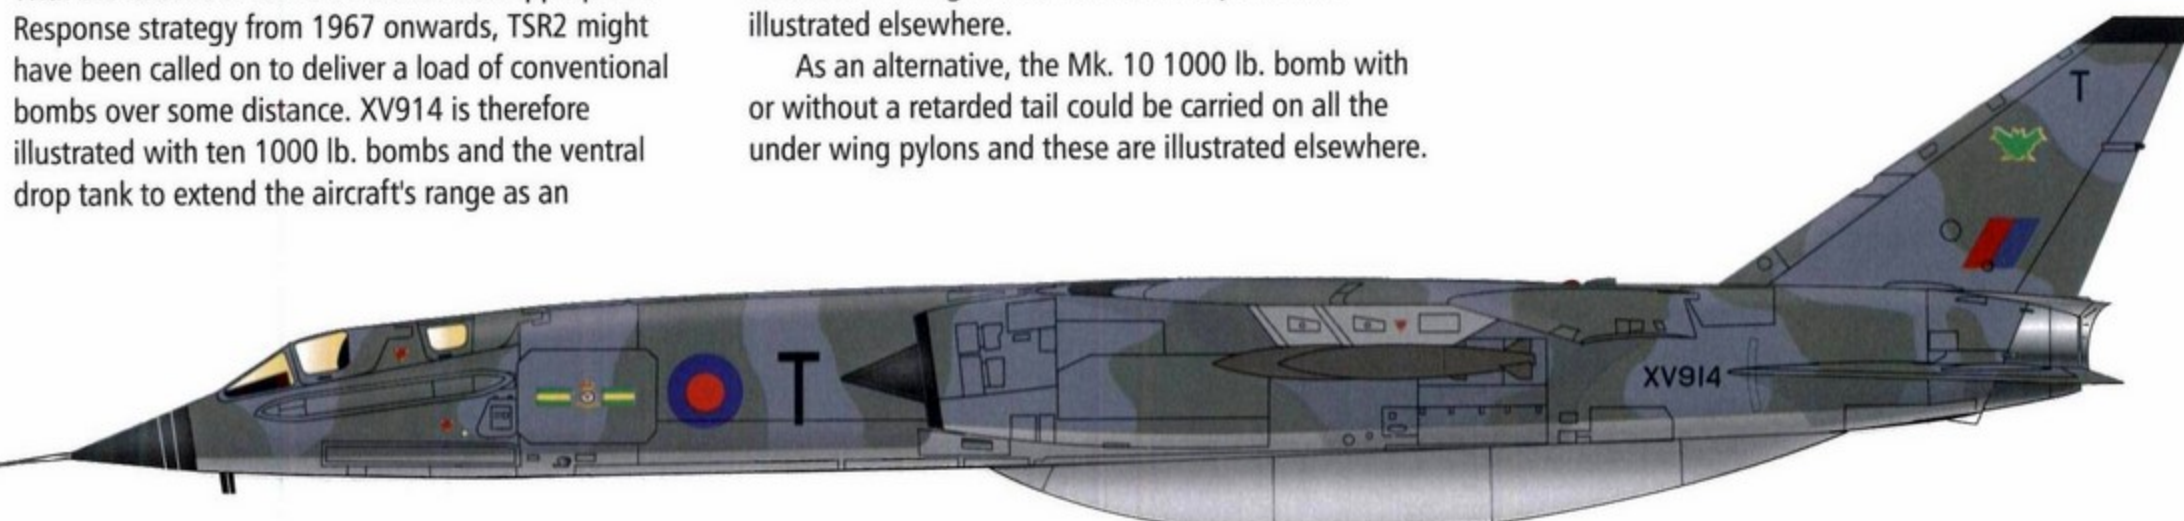 Response strategy from 1967 onwards, TSR2 might
have been called on to deliver a load of conventional
bombs over some distance. XV914 is therefore
illustrated with ten 1000 lb. bombs and the ventral
drop tank to extend the aircraft's range as an
illustrated elsewhere.
As an alternative, the Mk. 10 1000 lb. bomb with
or without a retarded tail could be carried on all the
under wing pylons and these are illustrated elsewhere.
T
T
XV914